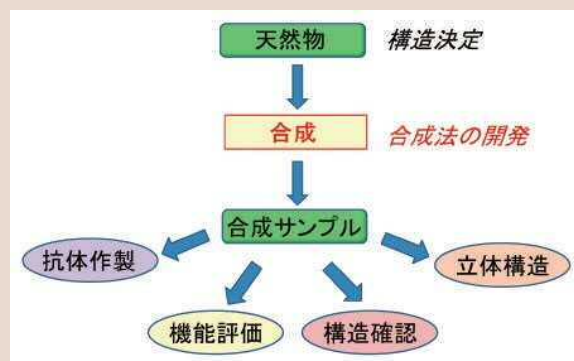 天然物
構造決定
合成
合成法の開発
合成サンプル
抗体作製
立体構造
機能評価
構造確認